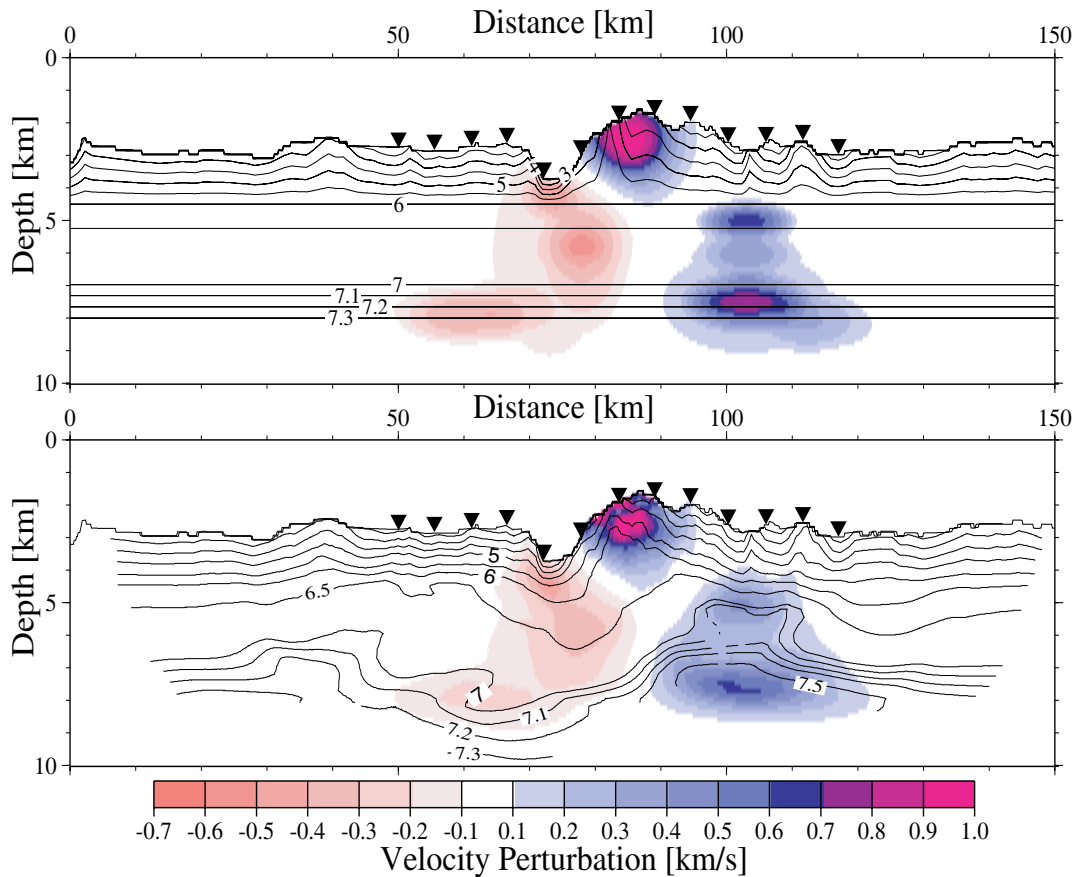 Distance [km]
0 50 100 150
0
Depth [km]
4 3
5
6
5
7
7.1
7.2
7.3
10
Distance [km]
0 50 100 150
0
Depth [km]
5
6
5
6.5
7
7.5
7.1
7.2
-7.3
10
-0.7 -0.6 -0.5 -0.4 -0.3 -0.2 -0.1 0.1 0.2 0.3 0.4 0.5 0.6 0.7 0.8 0.9 1.0
Velocity Perturbation [km/s]